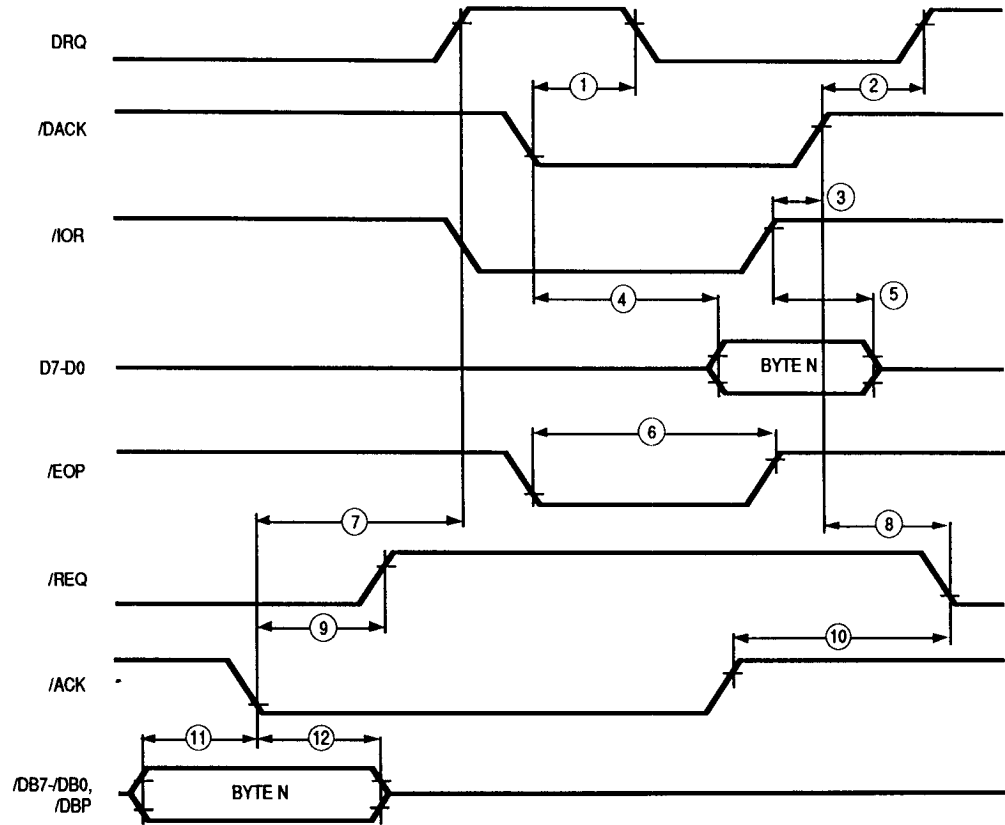 DRQ
1
2
/DACK
3
/IOR
4
5
D7-D0
BYTE N
6
/EOP
7
8
/REQ
9
10
/ACK
11
12
/DB7-/DB0,
/DBP
BYTE N